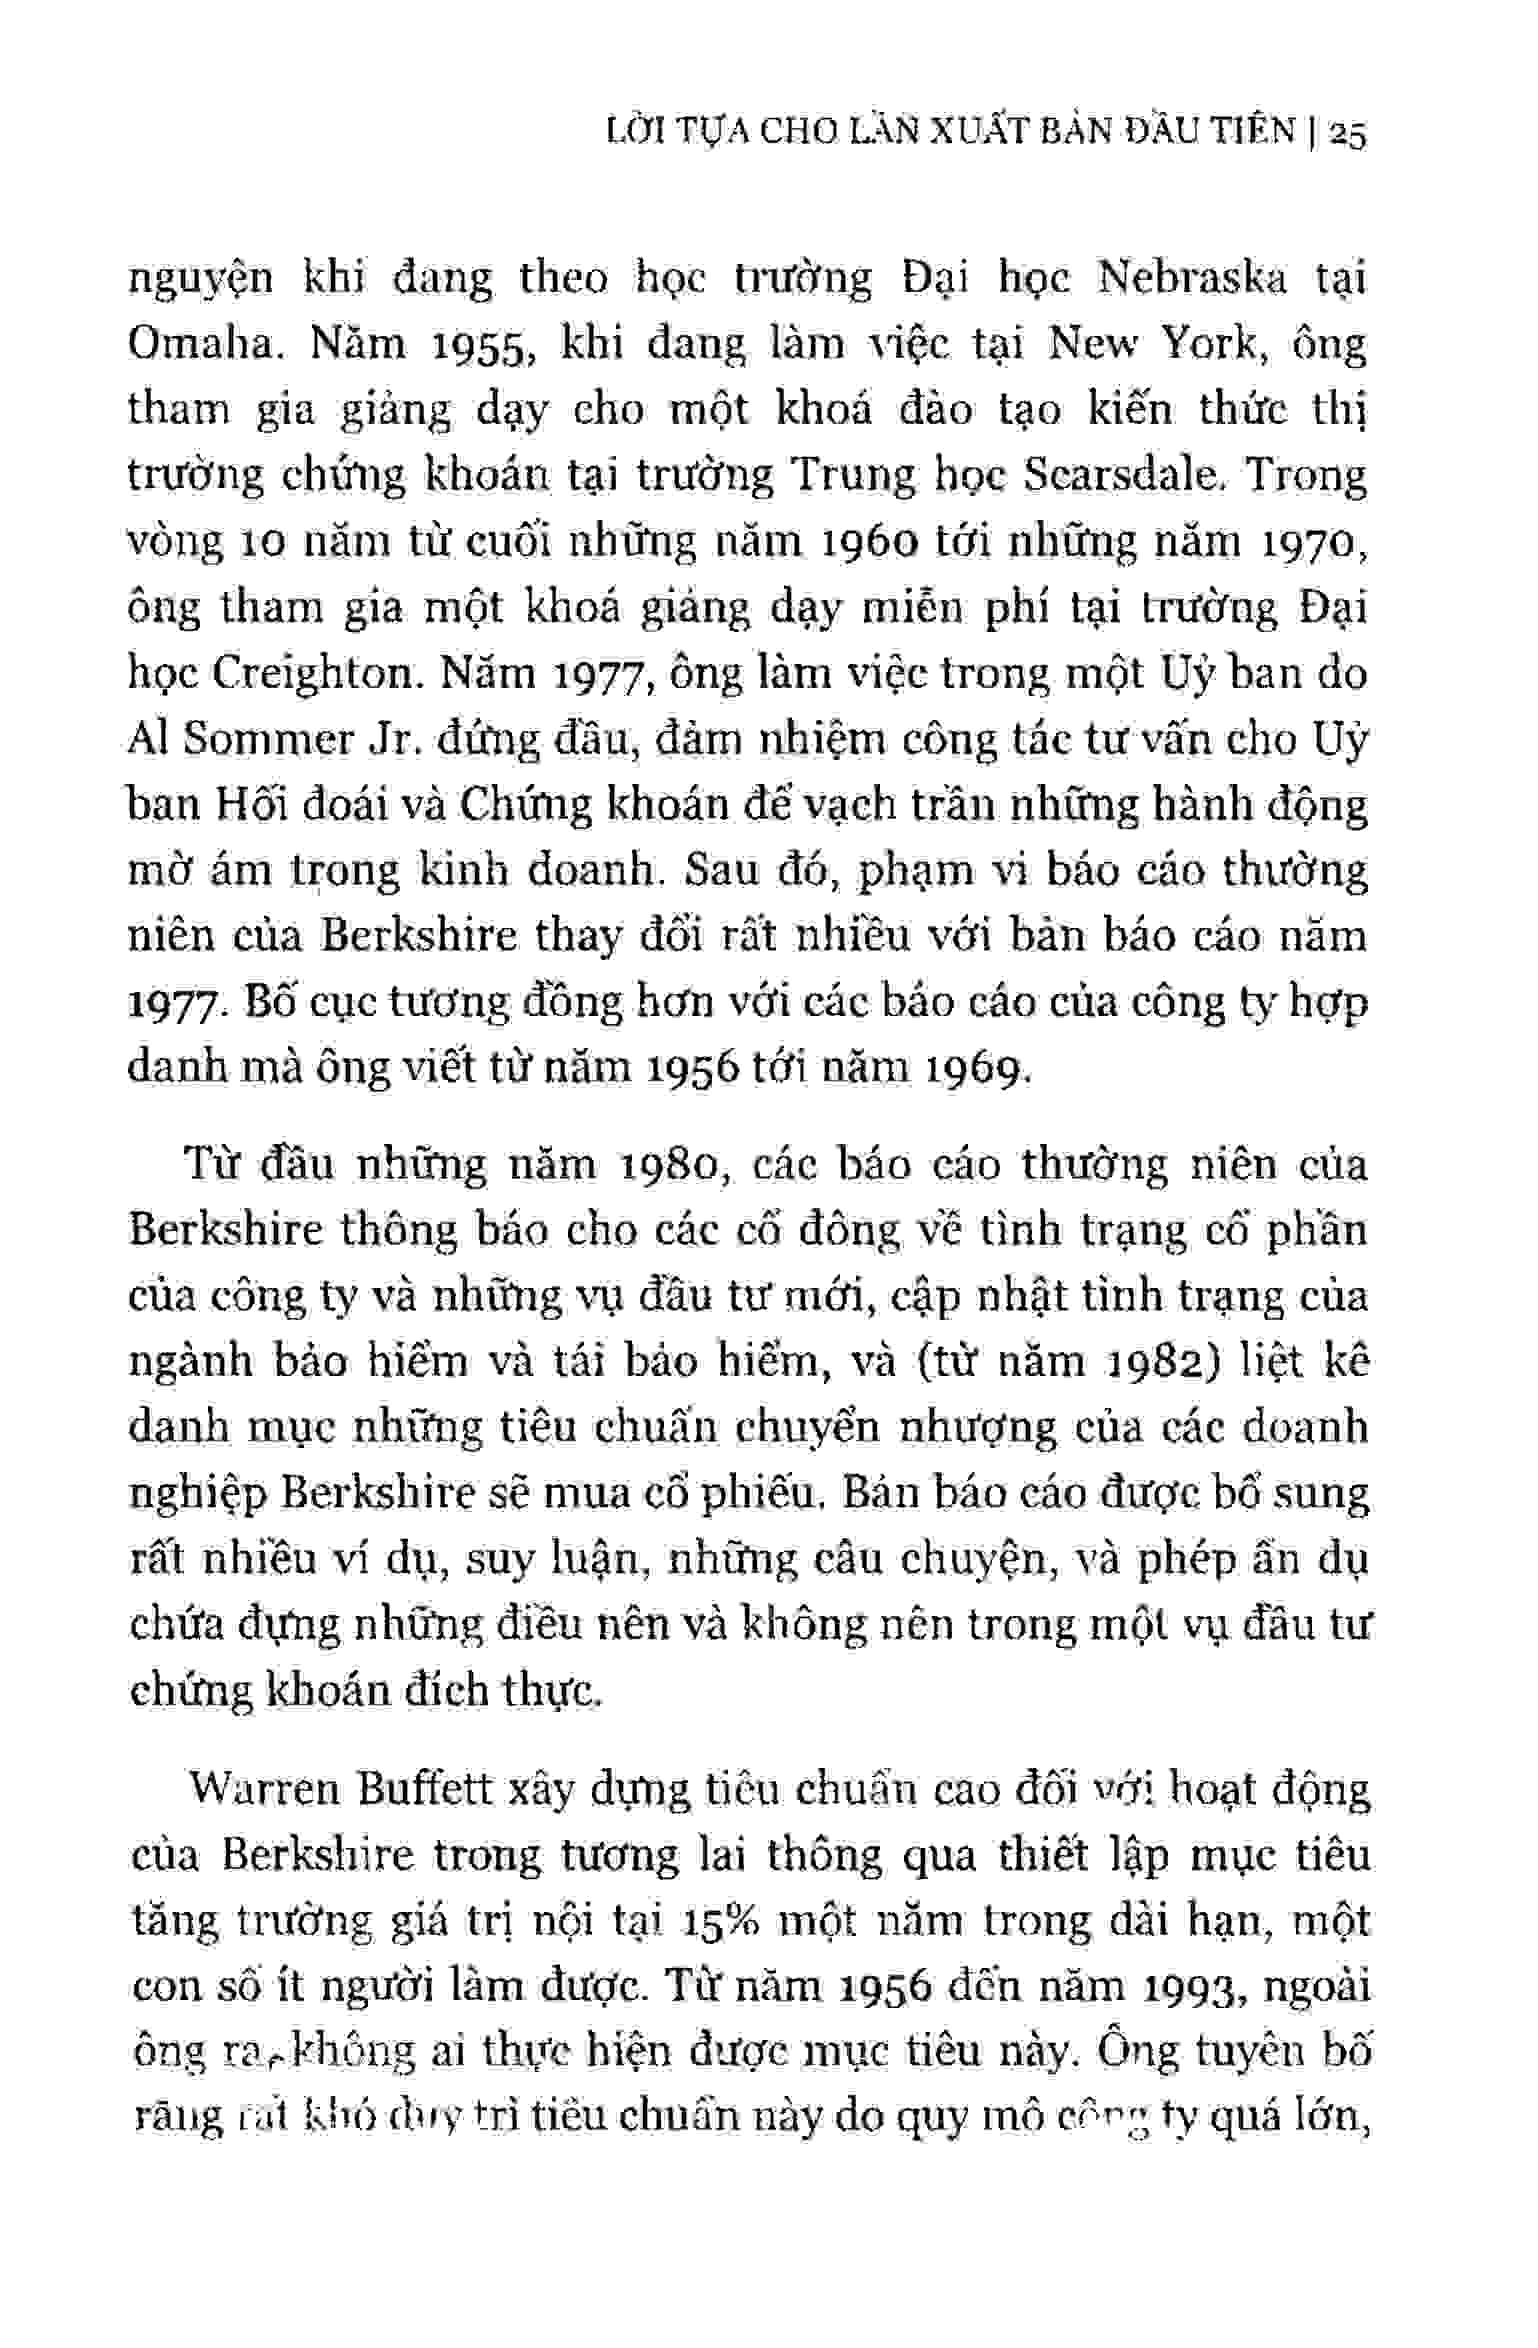 LỜI TỰA CHO LẦN XUẤT BẢN ĐẦU TIÊN | 25
nguyện khi đang theo học trường Đại học Nebraska tại
Omaha. Năm 1955, khi đang làm việc tại New York, ông
tham gia giảng dạy cho một khoá đào tạo kiến thức thị
trường chứng khoán tại trường Trung học Scarsdale. Trong
vòng 10 năm từ cuối những năm 1960 tới những năm 1970,
ông tham gia một khoá giảng dạy miễn phí tại trường Đại
học Creighton. Năm 1977, ông làm việc trong một Uỷ ban do
Al Sommer Jr. đứng đầu, đảm nhiệm công tác tư vấn cho Uỷ
ban Hối đoái và Chứng khoán để vạch trần những hành động
mờ ám trong kinh doanh. Sau đó, phạm vi báo cáo thường
niên của Berkshire thay đổi rất nhiều với bản báo cáo năm
1977. Bố cục tương đồng hơn với các báo cáo của công ty hợp
danh mà ông viết từ năm 1956 tới năm 1969.
Từ đầu những năm 1980, các báo cáo thường niên của
Berkshire thông báo cho các cổ đông về tình trạng cổ phần
của công ty và những vụ đầu tư mới, cập nhật tình trạng của
ngành bảo hiểm và tái bảo hiểm, và (từ năm 1982) liệt kê
danh mục những tiêu chuẩn chuyển nhượng của các doanh
nghiệp Berkshire sẽ mua cổ phiếu. Bản báo cáo được bổ sung
rất nhiều ví dụ, suy luận, những câu chuyện, và phép ẩn dụ
chứa đựng những điều nên và không nên trong một vụ đầu tư
chứng khoán đích thực.
Warren Buffett xây dựng tiêu chuẩn cao đối với hoạt động
của Berkshire trong tương lai thông qua thiết lập mục tiêu
tăng trưởng giá trị nội tại 15% một năm trong dài hạn, một
con số ít người làm được. Từ năm 1956 đến năm 1993, ngoài
ông ra, không ai thực hiện được mục tiêu này. Ông tuyên bố
rằng rất khó duy trì tiêu chuẩn này do quy mô công ty quá lớn,